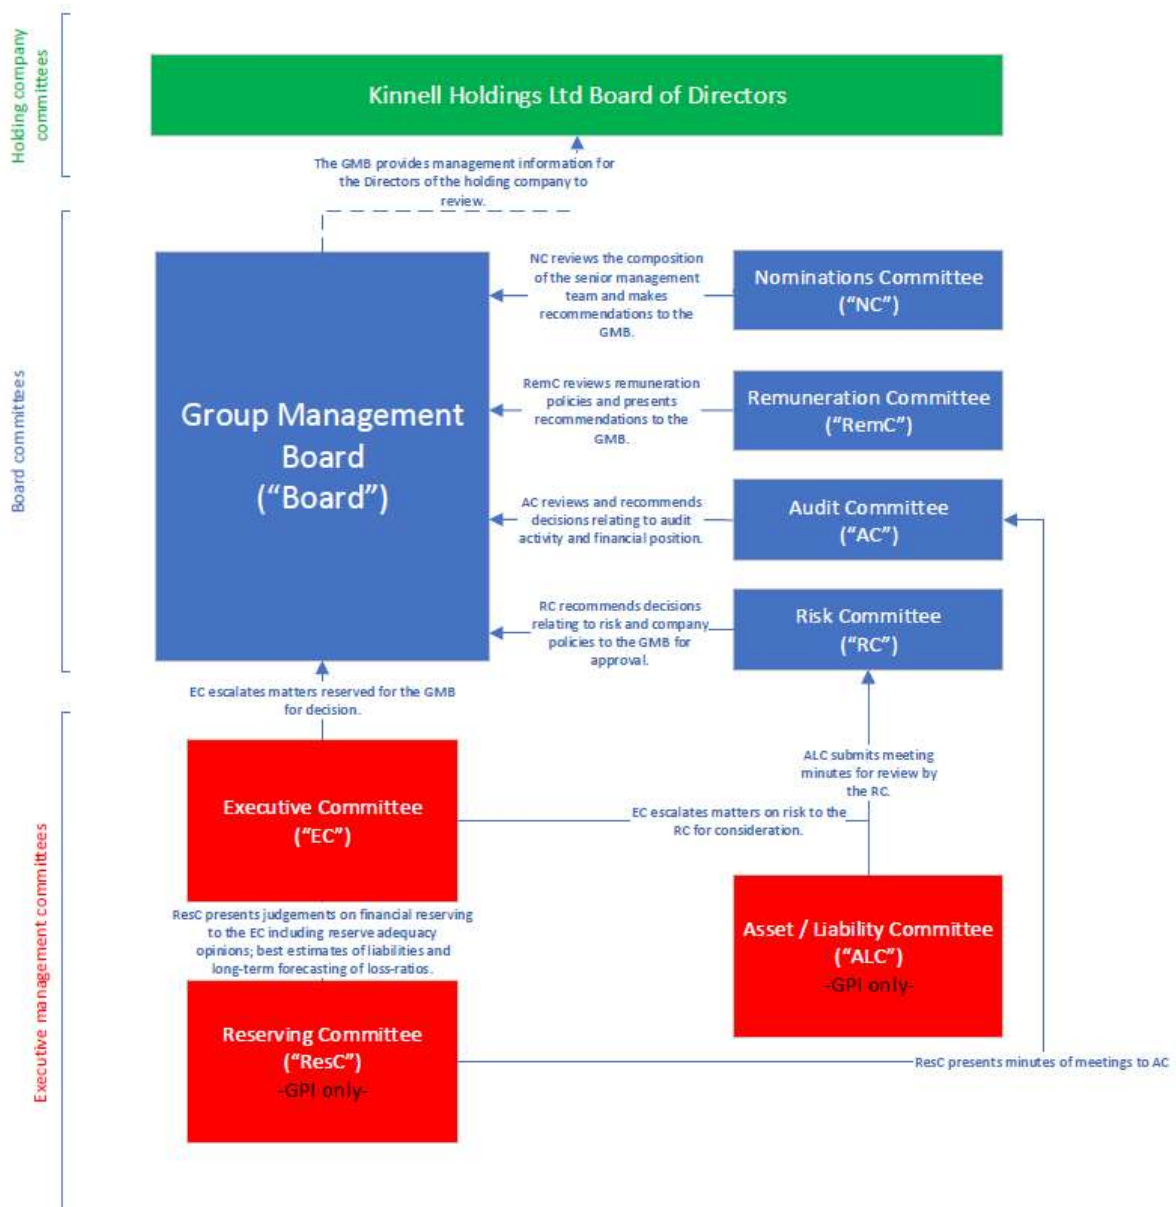 Holding company
committees
Kinnell Holdings Ltd Board of Directors
The GMB provides management information for
the Directors of the holding company to
review.
Board committees
Group Management
Board
(“Board”)
NC reviews the composition
of the senior management
team and makes
recommendations to the
GMB.
Nominations Committee
(“NC”)
RemC reviews remuneration
policies and presents
recommendations to the
GMB.
Remuneration Committee
(“RemC”)
AC reviews and recommends
decisions relating to audit
activity and financial position.
Audit Committee
(“AC”)
RC recommends decisions
relating to risk and company
policies to the GMB for
approval.
Risk Committee
(“RC”)
EC escalates matters reserved for the GMB
for decision.
Executive management committees
Executive Committee
(“EC”)
ALC submits meeting
minutes for review by
the RC.
EC escalates matters on risk to the
RC for consideration.
ResC presents judgements on financial reserving
to the EC including reserve adequacy
opinions; best estimates of liabilities and
long-term forecasting of loss-ratios.
Asset / Liability Committee
(“ALC”)
-GPI only-
Reserving Committee
(“ResC”)
-GPI only-
ResC presents minutes of meetings to AC